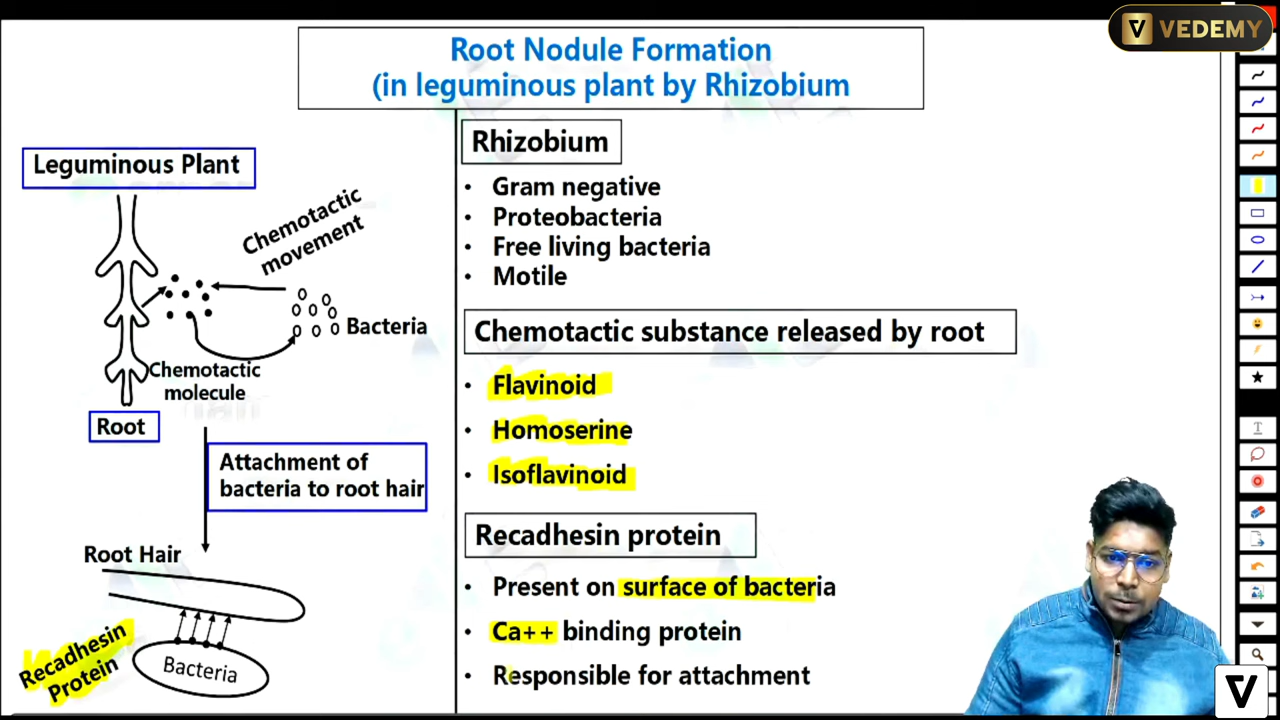 VEDEMY
Root Nodule Formation
(in leguminous plant by Rhizobium
Leguminous Plant
Chemotactic
movement
Bacteria
Chemotactic
molecule
Root
Attachment of
bacteria to root hair
Root Hair
Recadhesin
Protein
Bacteria
Rhizobium
• Gram negative
• Proteobacteria
• Free living bacteria
• Motile
Chemotactic substance released by root
• Flavinoid
• Homoserine
• Isoflavinoid
Recadhesin protein
• Present on surface of bacteria
• Ca++ binding protein
• Responsible for attachment
T
V